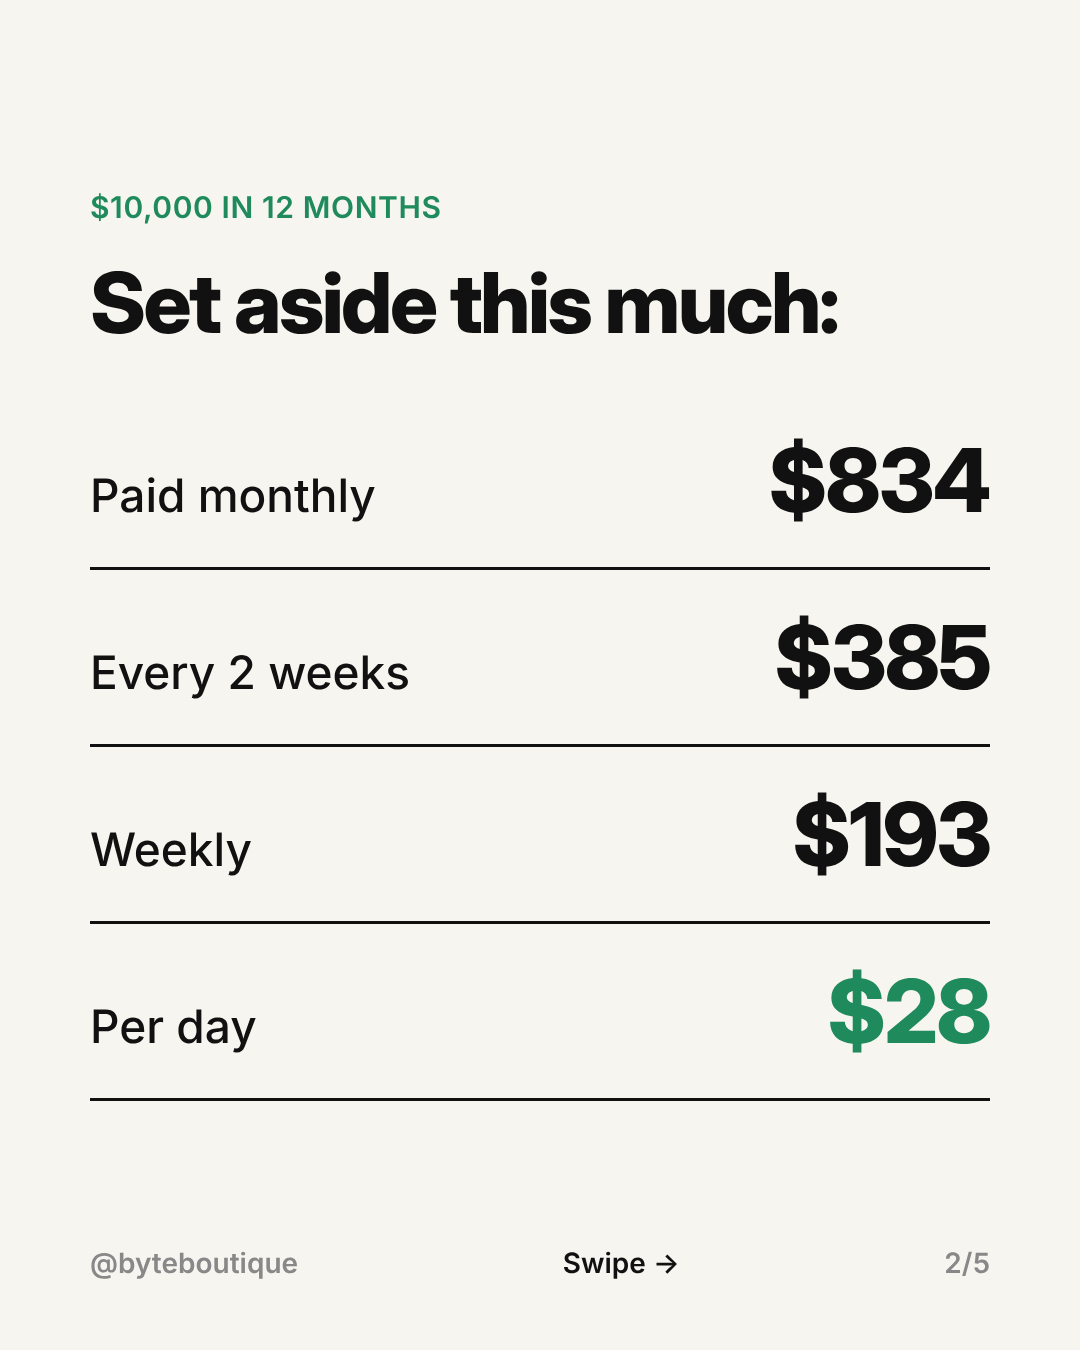 $10,000 IN 12 MONTHS
Set aside this much:
Paid monthly $834
Every 2 weeks $385
Weekly $193
Per day $28
@byteboutique Swipe → 2/5